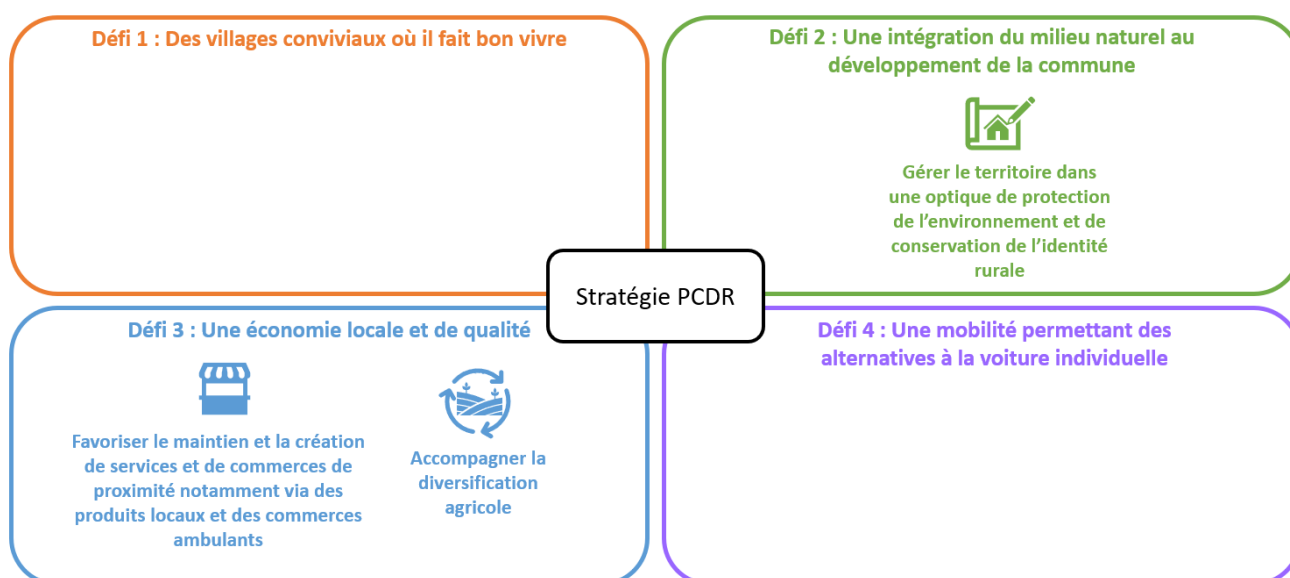 Défi 1 : Des villages conviviaux où il fait bon vivre
Défi 2 : Une intégration du milieu naturel au
développement de la commune
Gérer le territoire dans
une optique de protection
de l’environnement et de
conservation de l’identité
rurale
Stratégie PCDR
Défi 3 : Une économie locale et de qualité
Favoriser le maintien et la création
de services et de commerces de
proximité notamment via des
produits locaux et des commerces
ambulants
Accompagner la
diversification
agricole
Défi 4 : Une mobilité permettant des
alternatives à la voiture individuelle